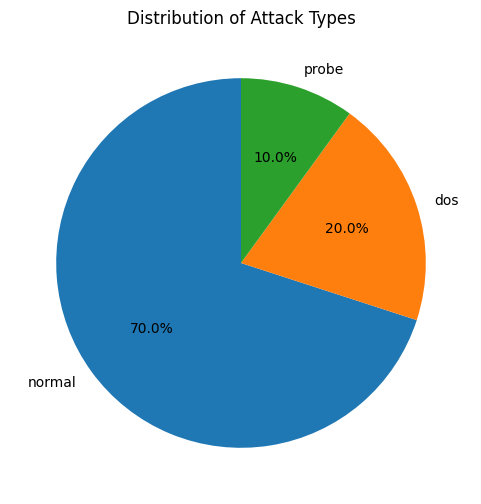 Distribution of Attack Types
probe
10.0%
dos
20.0%
70.0%
normal